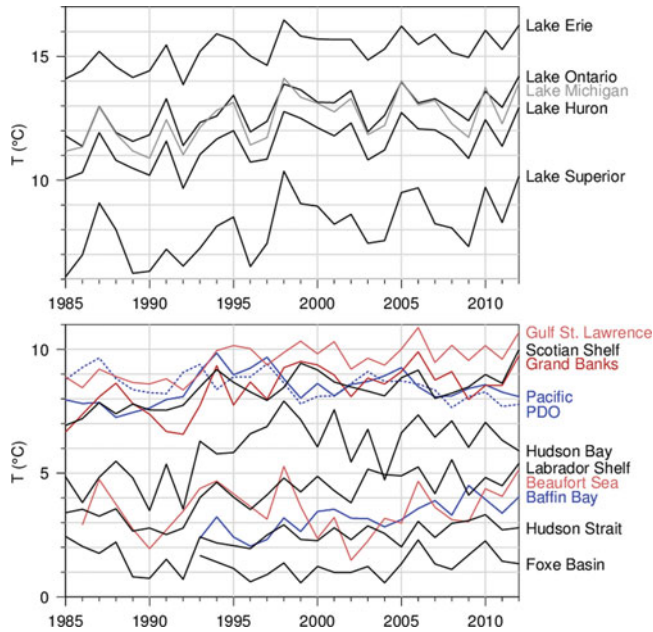 T (°C)
15
10
Lake Erie
Lake Ontario
Lake Michigan
Lake Huron
Lake Superior
1985 1990 1995 2000 2005 2010
T (°C)
10
5
0
Gulf St. Lawrence
Scotian Shelf
Grand Banks
Pacific
PDO
Hudson Bay
Labrador Shelf
Beaufort Sea
Baffin Bay
Hudson Strait
Foxe Basin
1985 1990 1995 2000 2005 2010